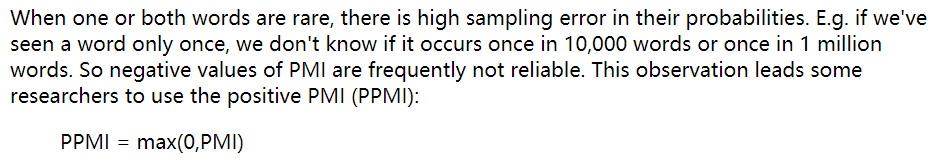 When one or both words are rare, there is high sampling error in their probabilities. E.g. if we've
seen a word only once, we don't know if it occurs once in 10,000 words or once in 1 million
words. So negative values of PMI are frequently not reliable. This observation leads some
researchers to use the positive PMI (PPMI):
PPMI = max(0,PMI)